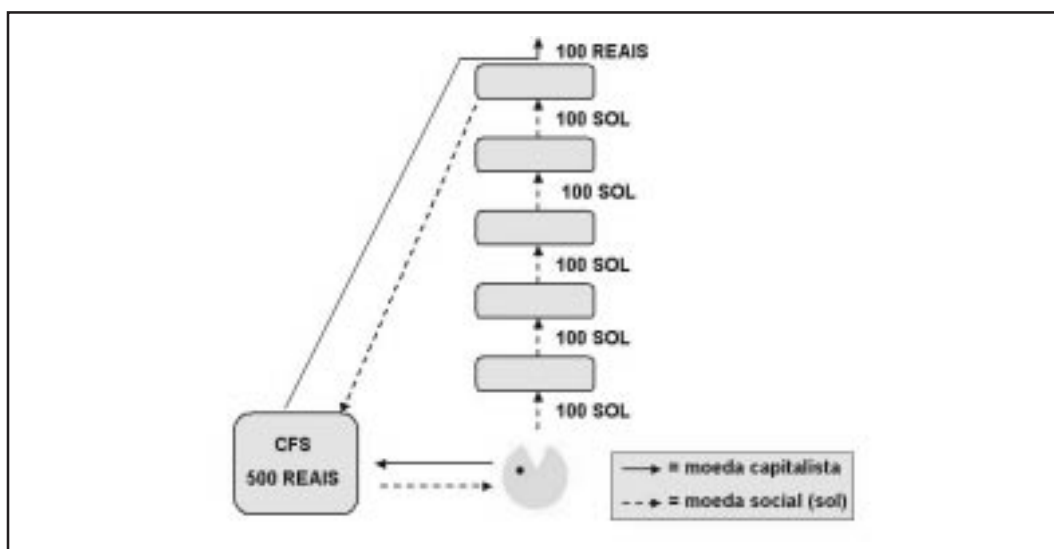 100 REAIS
100 SOL
100 SOL
100 SOL
100 SOL
100 SOL
CFS
500 REAIS
= moeda capitalista
= moeda social (sol)